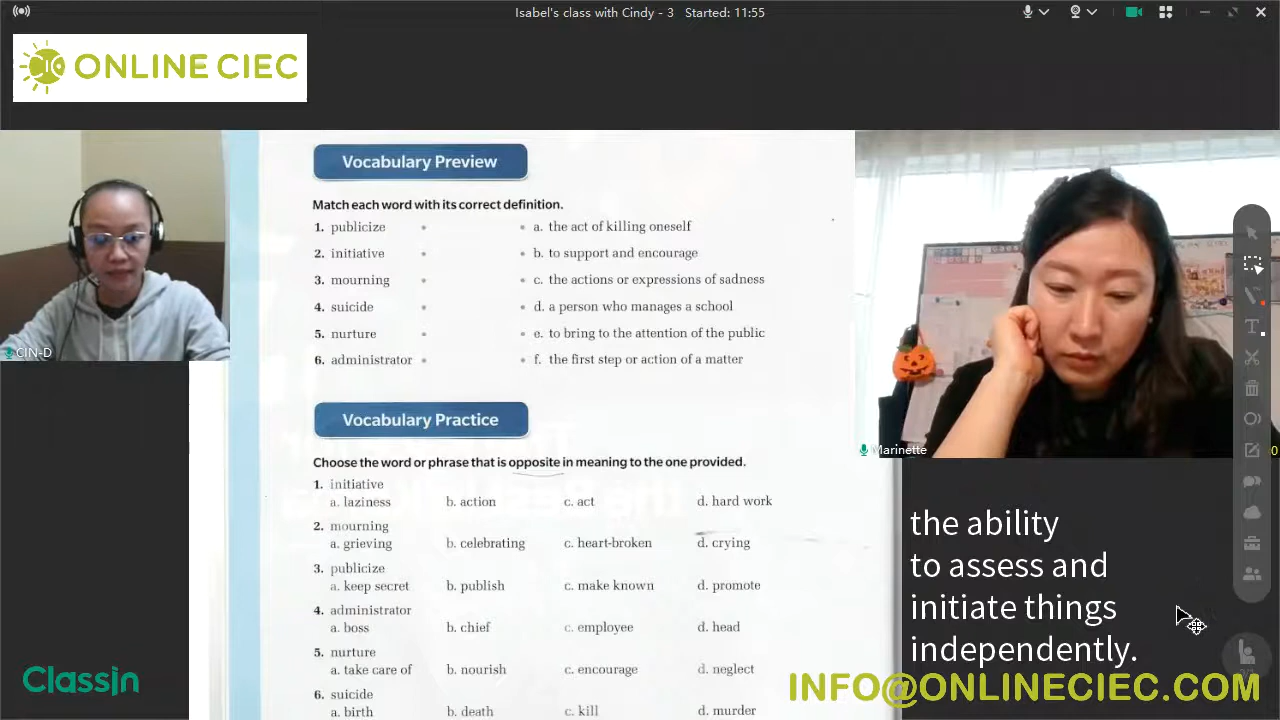 Isabel's class with Cindy - 3 Started: 11:55
ONLINE CIEC
Vocabulary Preview
Match each word with its correct definition.
1. publicize a. the act of killing oneself
2. initiative b. to support and encourage
3. mourning c. the actions or expressions of sadness
4. suicide d. a person who manages a school
5. nurture e. to bring to the attention of the public
6. administrator f. the first step or action of a matter
CIN-D
Marinette
Vocabulary Practice
Choose the word or phrase that is opposite in meaning to the one provided.
1. initiative
a. laziness b. action c. act d. hard work
2. mourning
a. grieving b. celebrating c. heart-broken d. crying
3. publicize
a. keep secret b. publish c. make known d. promote
4. administrator
a. boss b. chief c. employee d. head
5. nurture
a. take care of b. nourish c. encourage d. neglect
6. suicide
a. birth b. death c. kill d. murder
the ability
to assess and
initiate things
independently.
ClassIn
INFO@ONLINECIEC.COM